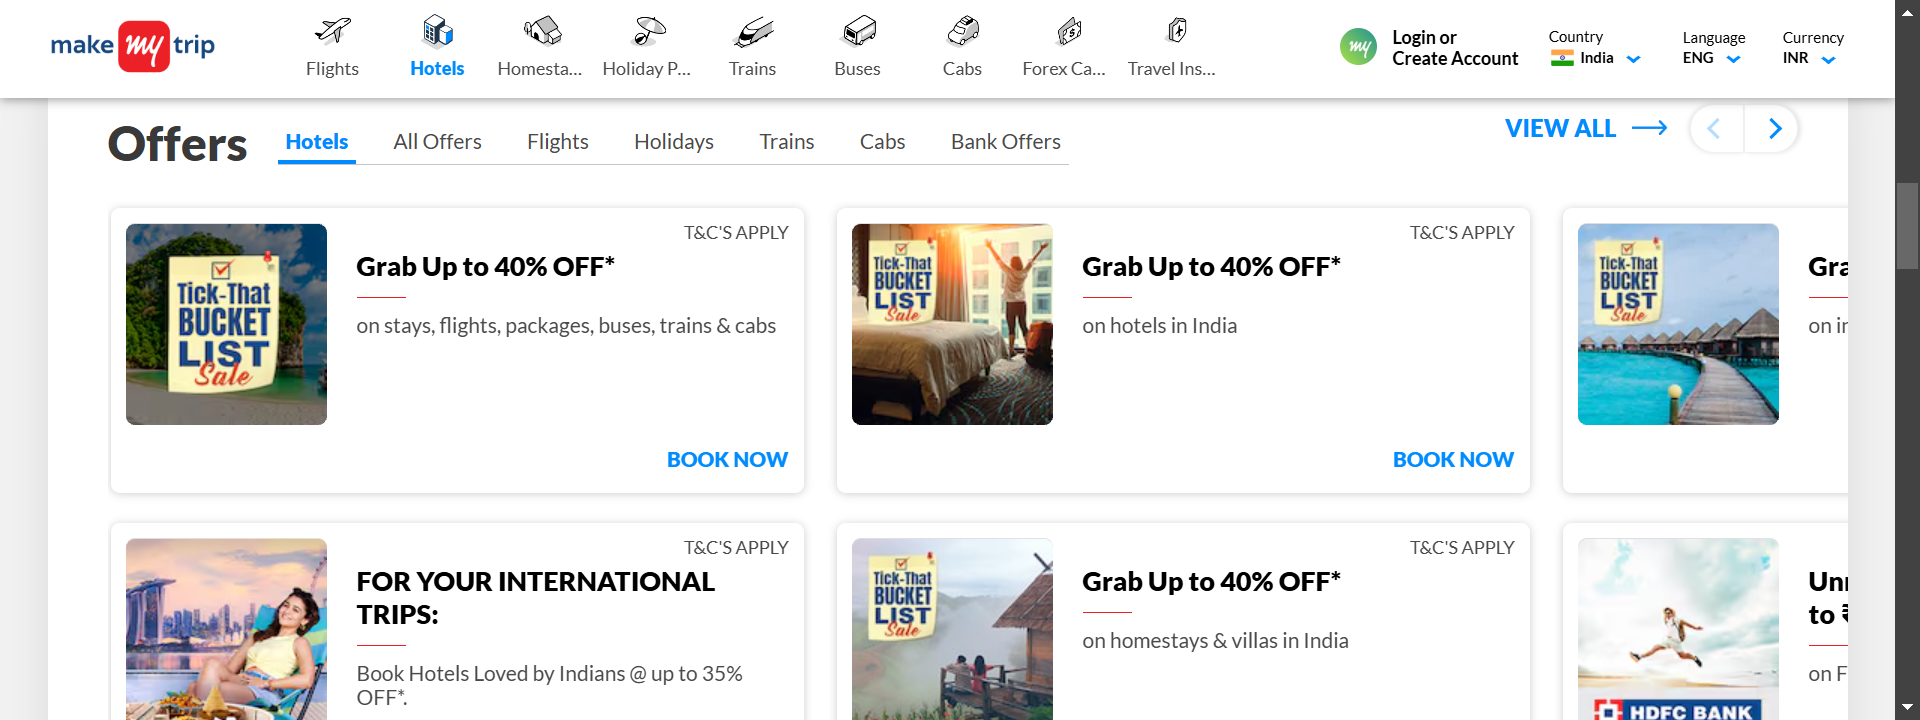 make my trip
Flights
Hotels
Homesta...
Holiday P...
Trains
Buses
Cabs
Forex Ca...
Travel Ins...
my
Login or
Create Account
Country
India
Language
ENG
Currency
INR
Offers
Hotels
All Offers
Flights
Holidays
Trains
Cabs
Bank Offers
VIEW ALL
Tick-That
BUCKET
LIST
Sale
T&C'S APPLY
Grab Up to 40% OFF*
on stays, flights, packages, buses, trains & cabs
BOOK NOW
Tick-That
BUCKET
LIST
Sale
T&C'S APPLY
Grab Up to 40% OFF*
on hotels in India
BOOK NOW
Tick-That
BUCKET
LIST
Sale
Gra
on in
T&C'S APPLY
FOR YOUR INTERNATIONAL
TRIPS:
Book Hotels Loved by Indians @ up to 35%
OFF*.
Tick-That
BUCKET
LIST
Sale
T&C'S APPLY
Grab Up to 40% OFF*
on homestays & villas in India
HDFC BANK
to ₹
on F